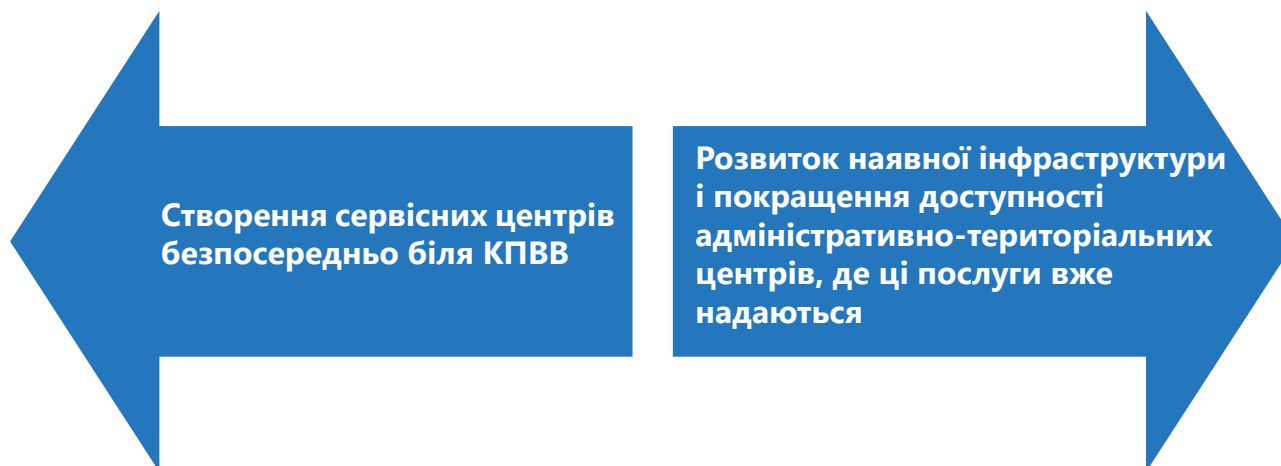 Створення сервісних центрів
безпосередньо біля КПВВ
Розвиток наявної інфраструктури
і покращення доступності
адміністративно-територіальних
центрів, де ці послуги вже
надаються